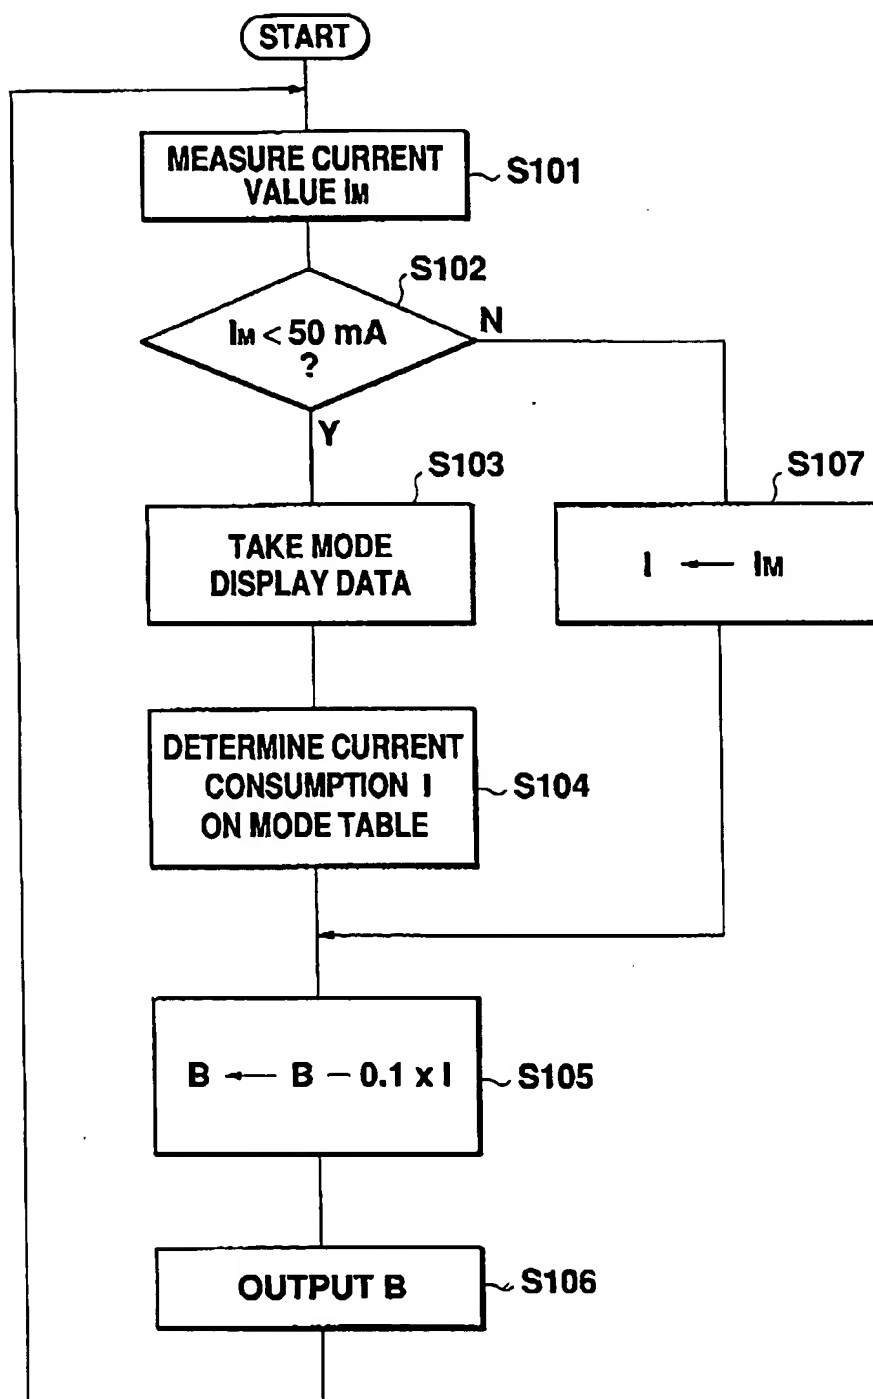 START
MEASURE CURRENT
VALUE IM
S101
S102
IM < 50 mA
?
N
Y
S103
TAKE MODE
DISPLAY DATA
S107
I ← IM
DETERMINE CURRENT
CONSUMPTION I
ON MODE TABLE
S104
B ← B – 0.1 x I
S105
OUTPUT B
S106